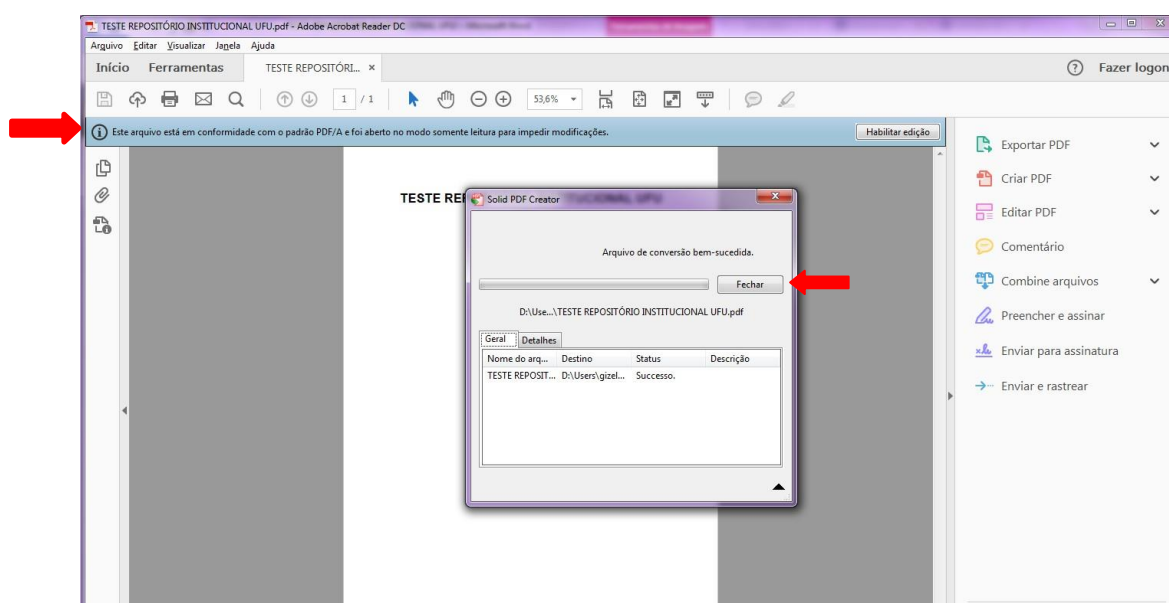 TESTE REPOSITÓRIO INSTITUCIONAL UFU.pdf - Adobe Acrobat Reader DC
Arquivo Editar Visualizar Janela Ajuda
Início Ferramentas TESTE REPOSITÓRI... × ? Fazer logon
1 / 1 53,6%
Este arquivo está em conformidade com o padrão PDF/A e foi aberto no modo somente leitura para impedir modificações. Habilitar edição
Exportar PDF
Criar PDF
Editar PDF
Comentário
Combine arquivos
Preencher e assinar
Enviar para assinatura
Enviar e rastrear
TESTE
Solid PDF Creator
Arquivo de conversão bem-sucedida.
Fechar
D:\Use...\TESTE REPOSITÓRIO INSTITUCIONAL UFU.pdf
Geral Detalhes
Nome do arq... Destino Status Descrição
TESTE REPOSIT... D:\Users\gizel... Successo.